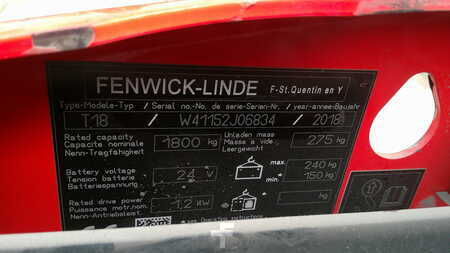 FENWICK-LINDE F-St.Quentin en Y
Type-Modele-Typ / Serial no.-No. de serie-Serien-Nr. / year-annee-Baujahr
T18 / W41152J06834 / 2018
Rated capacity
Capacite nominale
Nenn-Tragfähigkeit
1800 kg
Unladen mass
Masse a vide
Leergewicht
275 kg
Battery voltage
Tension batterie
Batteriespannung
24 V
max. 240 kg
min. 150 kg
Rated drive power
Puissance motr.nom.
Nenn-Antriebsleist.
1,2 KW
kg